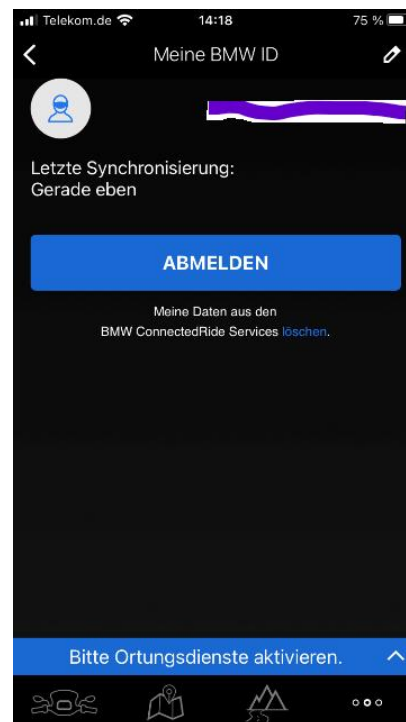 Telekom.de 14:18 75 %
Meine BMW ID
Letzte Synchronisierung:
Gerade eben
ABMELDEN
Meine Daten aus den
BMW ConnectedRide Services löschen.
Bitte Ortungsdienste aktivieren.